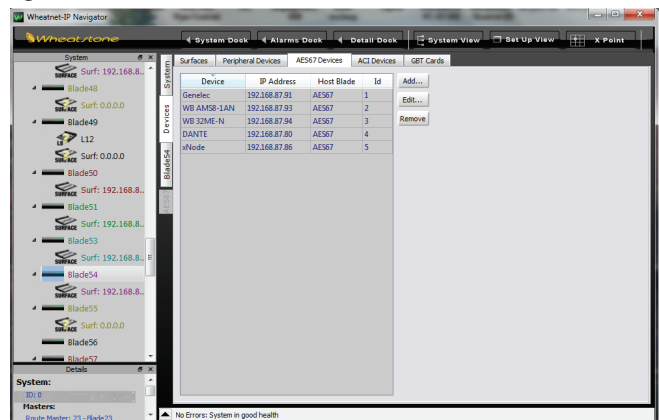 Wheatnet-IP Navigator
Wheatstone
System Dock
Alarms Dock
Detail Dock
System View
Set Up View
X Point
System
Surf: 192.168.8..
Blade48
Surf: 0.0.0.0
Blade49
L12
Surf: 0.0.0.0
Blade50
Surf: 192.168.8..
Blade51
Surf: 192.168.8..
Blade53
Surf: 192.168.8..
Blade54
Surf: 192.168.8..
Blade55
Surf: 0.0.0.0
Blade56
Blade57
Details
System:
ID: 0
Masters:
Route Master: 23 - Blade23
System
Devices
Blade54
Surfaces
Peripheral Devices
AES67 Devices
ACI Devices
GBT Cards
Device IP Address Host Blade Id
Genelec 192.168.87.91 AES67 1
WB AMS8-1AN 192.168.87.93 AES67 2
WB 32ME-N 192.168.87.94 AES67 3
DANTE 192.168.87.80 AES67 4
xNode 192.168.87.86 AES67 5
Add...
Edit...
Remove
No Errors: System in good health